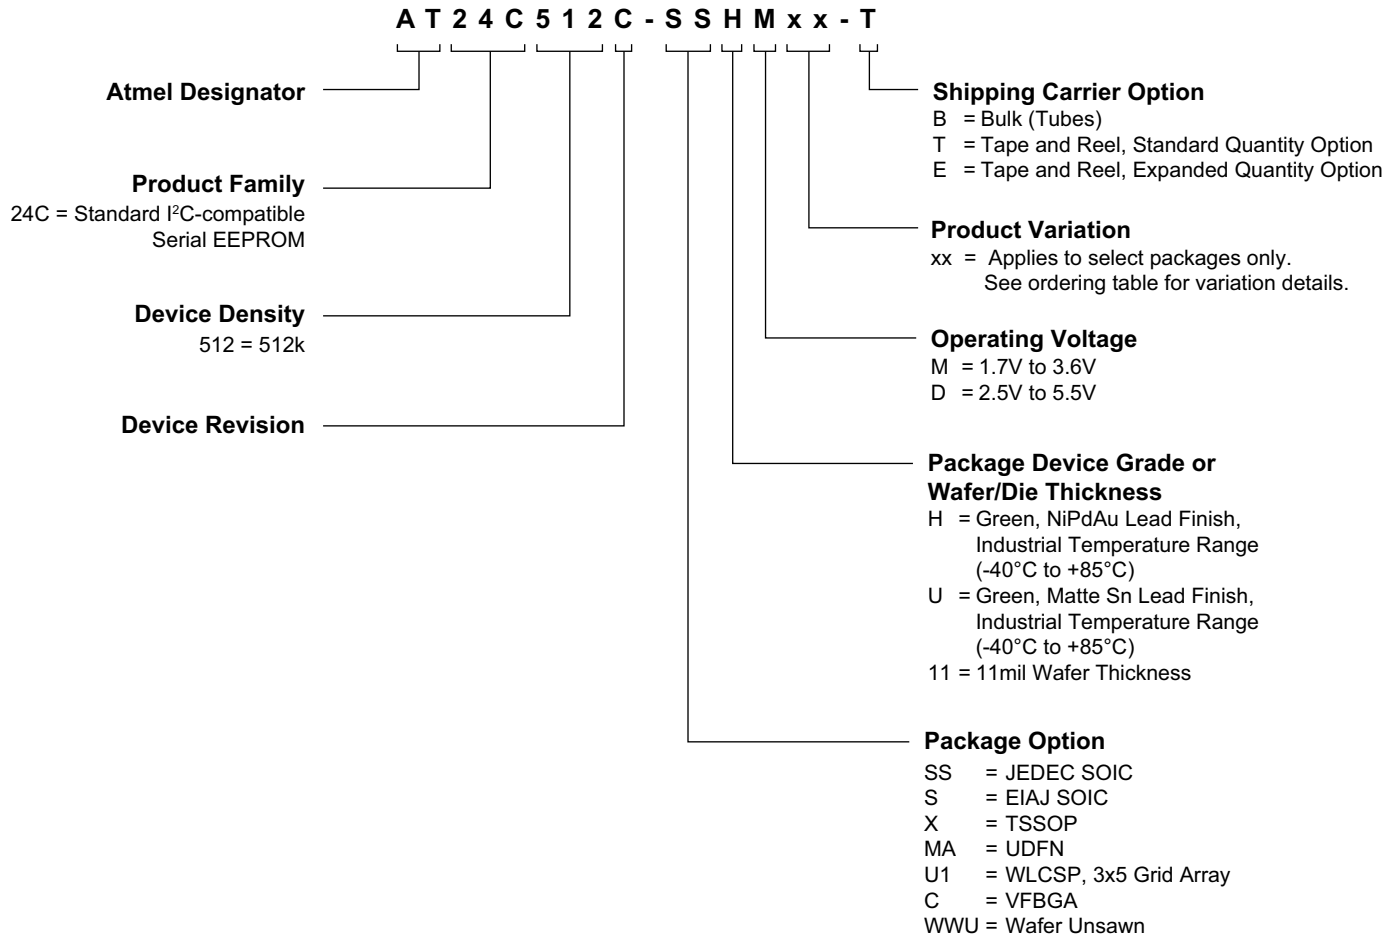 AT24C512C-SSHMxx-T
Atmel Designator
Product Family
24C = Standard I²C-compatible
Serial EEPROM
Device Density
512 = 512k
Device Revision
Shipping Carrier Option
B = Bulk (Tubes)
T = Tape and Reel, Standard Quantity Option
E = Tape and Reel, Expanded Quantity Option
Product Variation
xx = Applies to select packages only.
See ordering table for variation details.
Operating Voltage
M = 1.7V to 3.6V
D = 2.5V to 5.5V
Package Device Grade or
Wafer/Die Thickness
H = Green, NiPdAu Lead Finish,
Industrial Temperature Range
(-40°C to +85°C)
U = Green, Matte Sn Lead Finish,
Industrial Temperature Range
(-40°C to +85°C)
11 = 11mil Wafer Thickness
Package Option
SS = JEDEC SOIC
S = EIAJ SOIC
X = TSSOP
MA = UDFN
U1 = WLCSP, 3x5 Grid Array
C = VFBGA
WWU = Wafer Unsawn